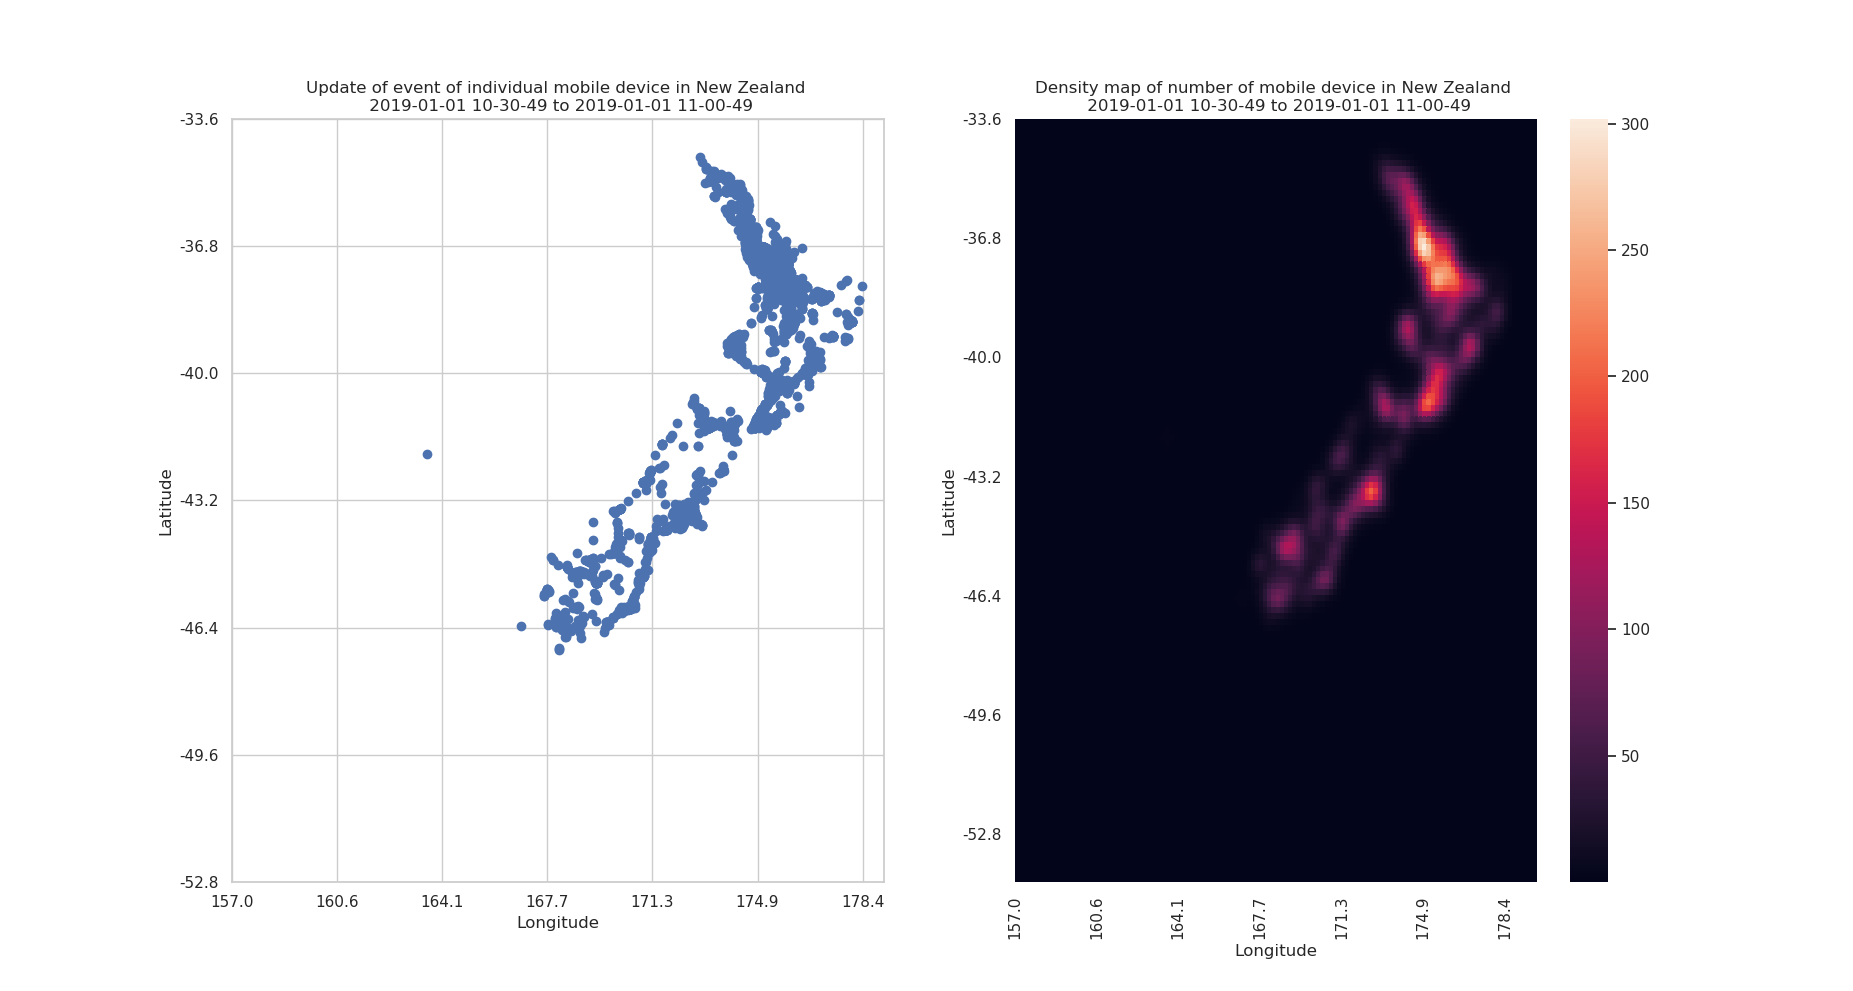 Update of event of individual mobile device in New Zealand
2019-01-01 10-30-49 to 2019-01-01 11-00-49
-33.6
-36.8
-40.0
-43.2
-46.4
-49.6
-52.8
Latitude
157.0 160.6 164.1 167.7 171.3 174.9 178.4
Longitude
Density map of number of mobile device in New Zealand
2019-01-01 10-30-49 to 2019-01-01 11-00-49
-33.6
-36.8
-40.0
-43.2
-46.4
-49.6
-52.8
Latitude
157.0 160.6 164.1 167.7 171.3 174.9 178.4
Longitude
300
250
200
150
100
50